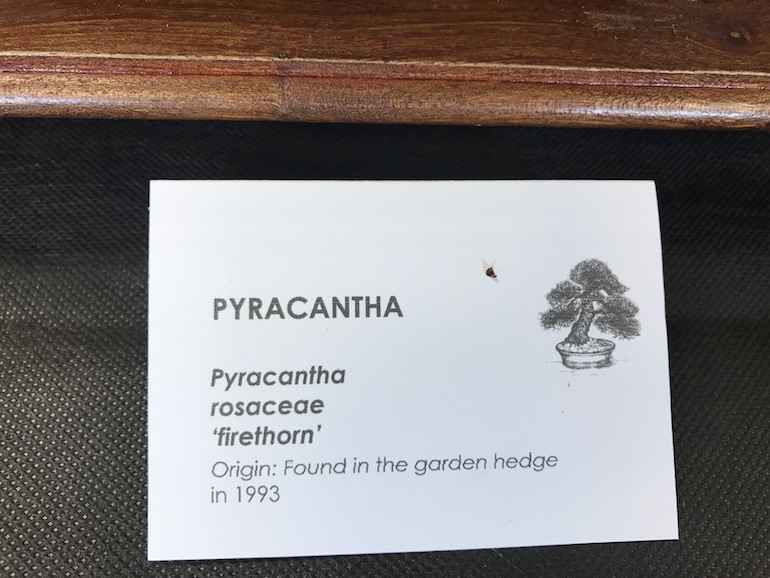 PYRACANTHA
Pyracantha
rosaceae
‘firethorn’
Origin: Found in the garden hedge
in 1993